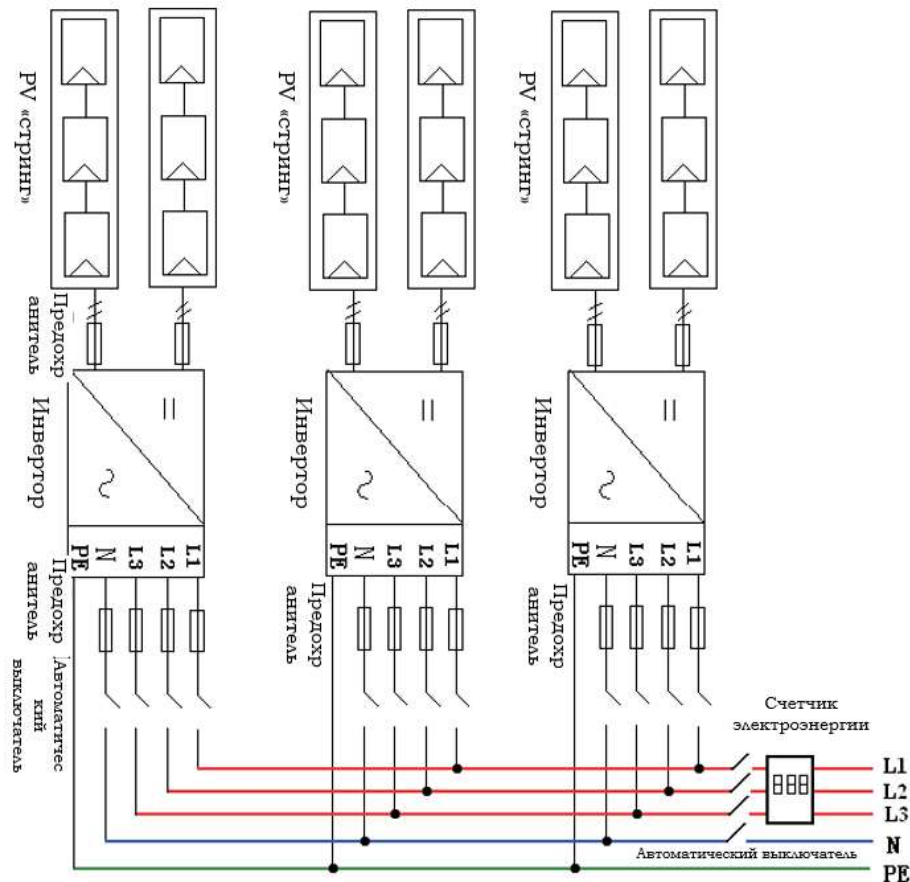 PV «стринг»
PV «стринг»
PV «стринг»
Предохр
анитель
Инвертор
Инвертор
Инвертор
PE
N
L3
L2
L1
PE
N
L3
L2
L1
PE
N
L3
L2
L1
Предохр
анитель
Предохр
анитель
Предохр
анитель
Автоматичес
кий
выключатель
Счетчик
электроэнергии
L1
L2
L3
N
Автоматический выключатель
PE